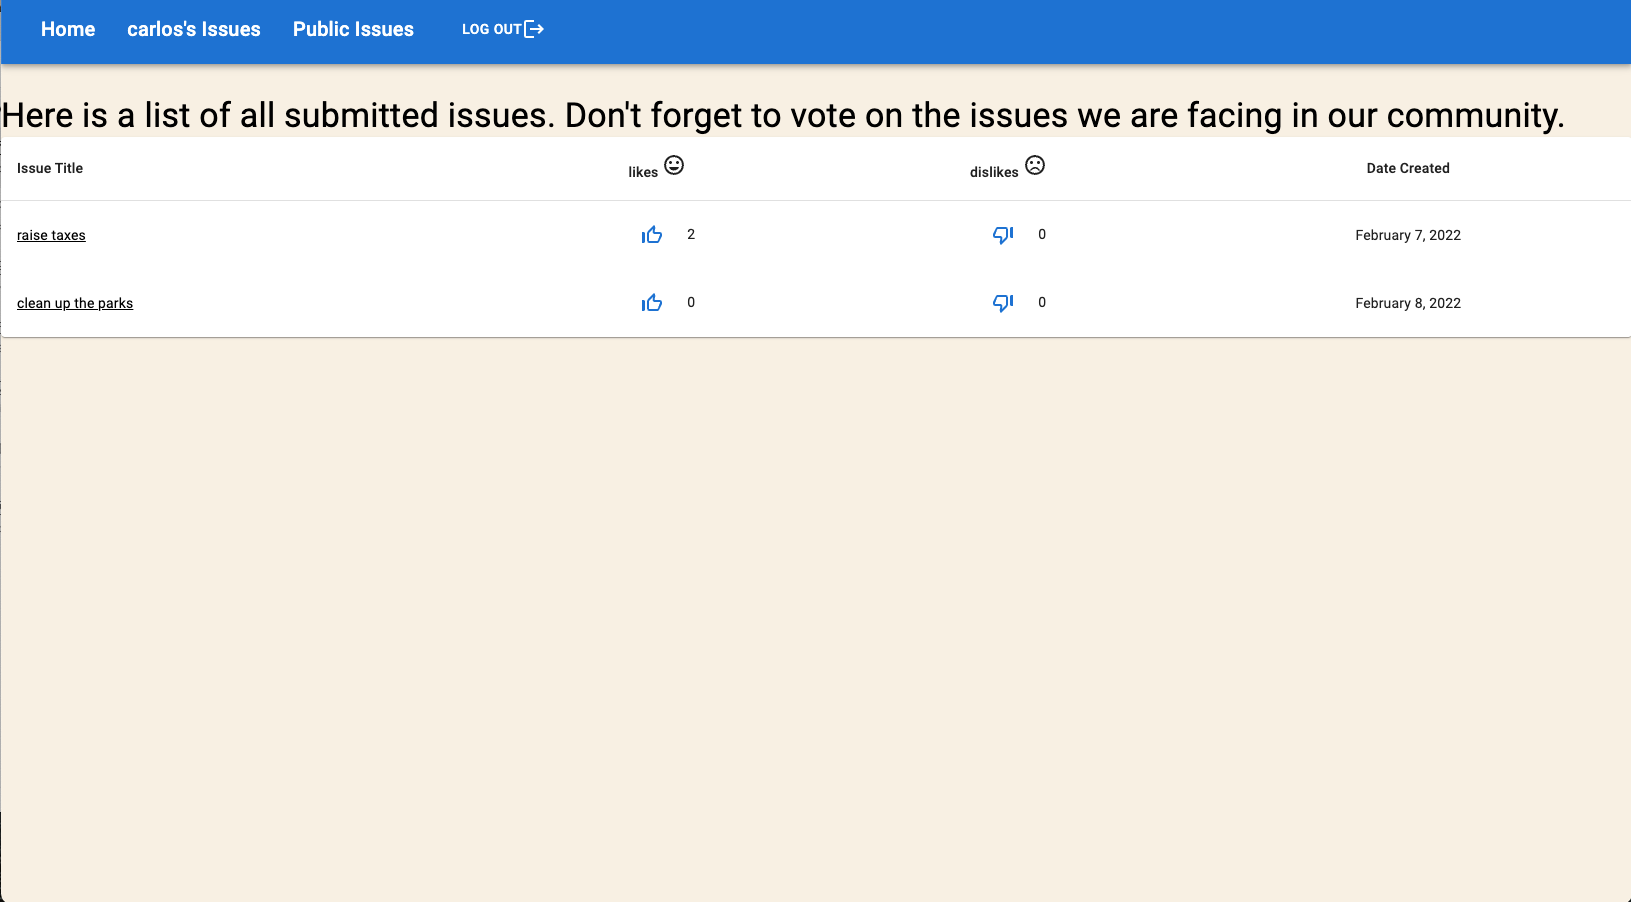 Home carlos's Issues Public Issues LOG OUT
Here is a list of all submitted issues. Don't forget to vote on the issues we are facing in our community.
Issue Title likes dislikes Date Created
raise taxes 2 0 February 7, 2022
clean up the parks 0 0 February 8, 2022